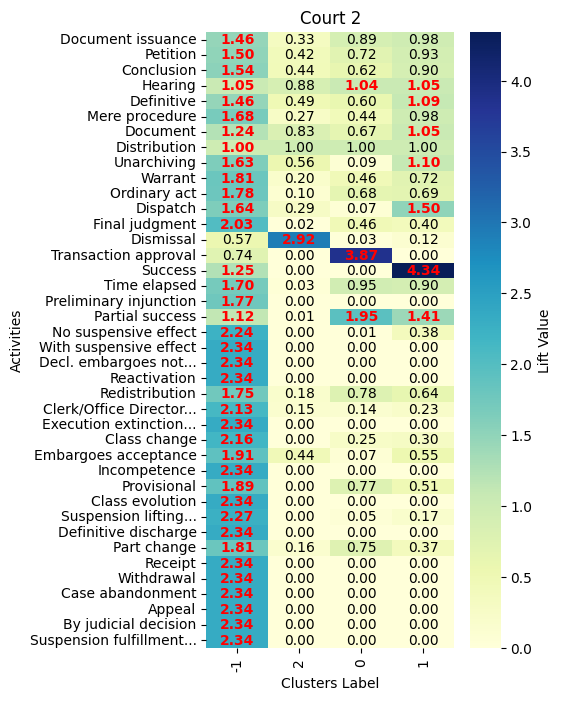 Court 2
Document issuance 1.46 0.33 0.89 0.98
Petition 1.50 0.42 0.72 0.93
Conclusion 1.54 0.44 0.62 0.90
Hearing 1.05 0.88 1.04 1.05
Definitive 1.46 0.49 0.60 1.09
Mere procedure 1.68 0.27 0.44 0.98
Document 1.24 0.83 0.67 1.05
Distribution 1.00 1.00 1.00 1.00
Unarchiving 1.63 0.56 0.09 1.10
Warrant 1.81 0.20 0.46 0.72
Ordinary act 1.78 0.10 0.68 0.69
Dispatch 1.64 0.29 0.07 1.50
Final judgment 2.03 0.02 0.46 0.40
Dismissal 0.57 2.92 0.03 0.12
Transaction approval 0.74 0.00 3.87 0.00
Success 1.25 0.00 0.00 4.34
Time elapsed 1.70 0.03 0.95 0.90
Preliminary injunction 1.77 0.00 0.00 0.00
Partial success 1.12 0.01 1.95 1.41
No suspensive effect 2.24 0.00 0.01 0.38
With suspensive effect 2.34 0.00 0.00 0.00
Decl. embargoes not... 2.34 0.00 0.00 0.00
Reactivation 2.34 0.00 0.00 0.00
Redistribution 1.75 0.18 0.78 0.64
Clerk/Office Director... 2.13 0.15 0.14 0.23
Execution extinction... 2.34 0.00 0.00 0.00
Class change 2.16 0.00 0.25 0.30
Embargoes acceptance 1.91 0.44 0.07 0.55
Incompetence 2.34 0.00 0.00 0.00
Provisional 1.89 0.00 0.77 0.51
Class evolution 2.34 0.00 0.00 0.00
Suspension lifting... 2.27 0.00 0.05 0.17
Definitive discharge 2.34 0.00 0.00 0.00
Part change 1.81 0.16 0.75 0.37
Receipt 2.34 0.00 0.00 0.00
Withdrawal 2.34 0.00 0.00 0.00
Case abandonment 2.34 0.00 0.00 0.00
Appeal 2.34 0.00 0.00 0.00
By judicial decision 2.34 0.00 0.00 0.00
Suspension fulfillment... 2.34 0.00 0.00 0.00
-1 2 0 1
Clusters Label
Activities
4.0
3.5
3.0
2.5
2.0
1.5
1.0
0.5
0.0
Lift Value